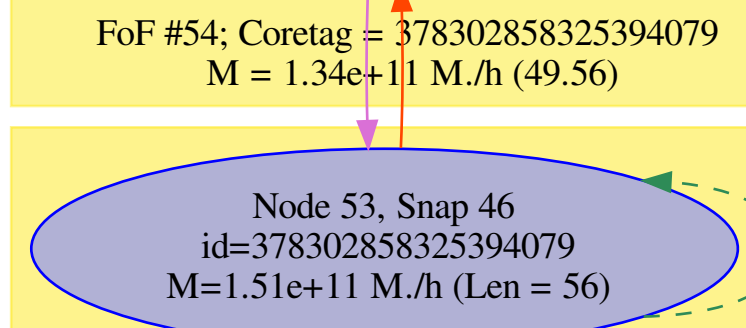 FoF #54; Coretag = 378302858325394079
M = 1.34e+11 M./h (49.56)
Node 53, Snap 46
id=378302858325394079
M=1.51e+11 M./h (Len = 56)